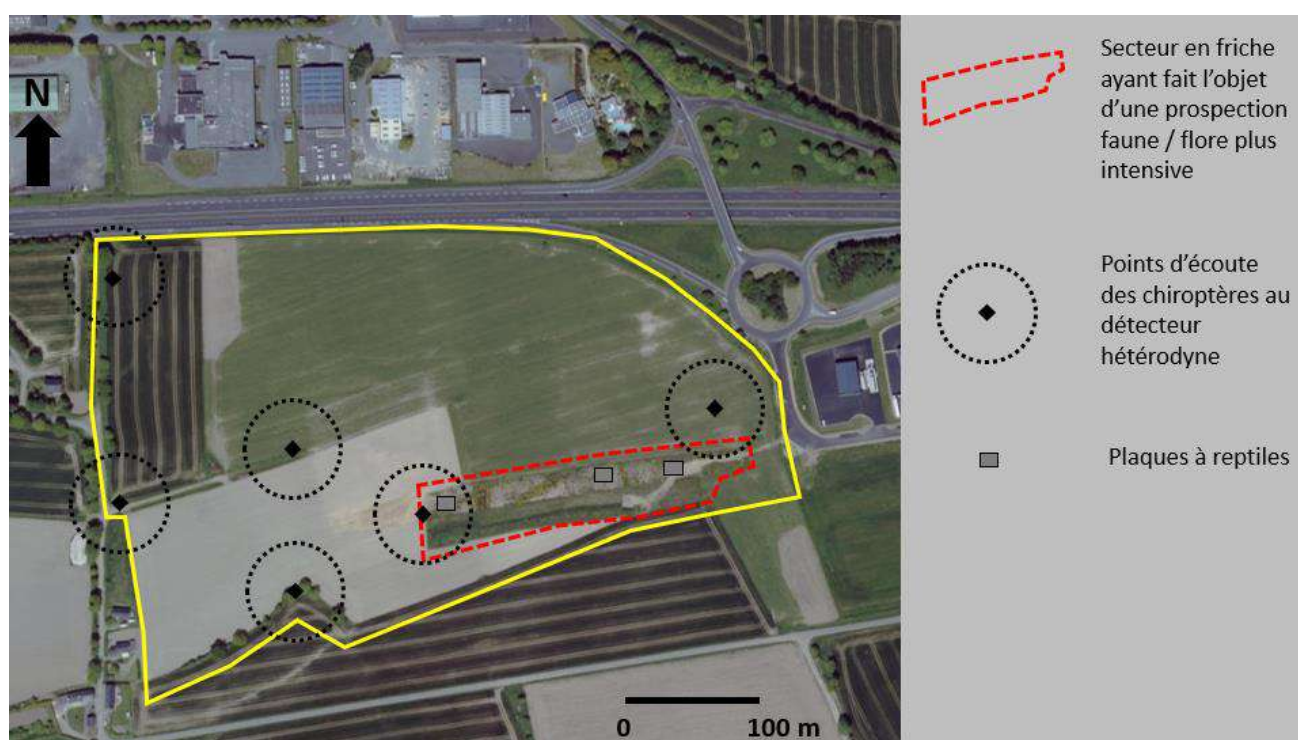 N
0 100 m
Secteur en friche
ayant fait l’objet
d’une prospection
faune / flore plus
intensive
Points d’écoute
des chiroptères au
détecteur
hétérodyne
Plaques à reptiles